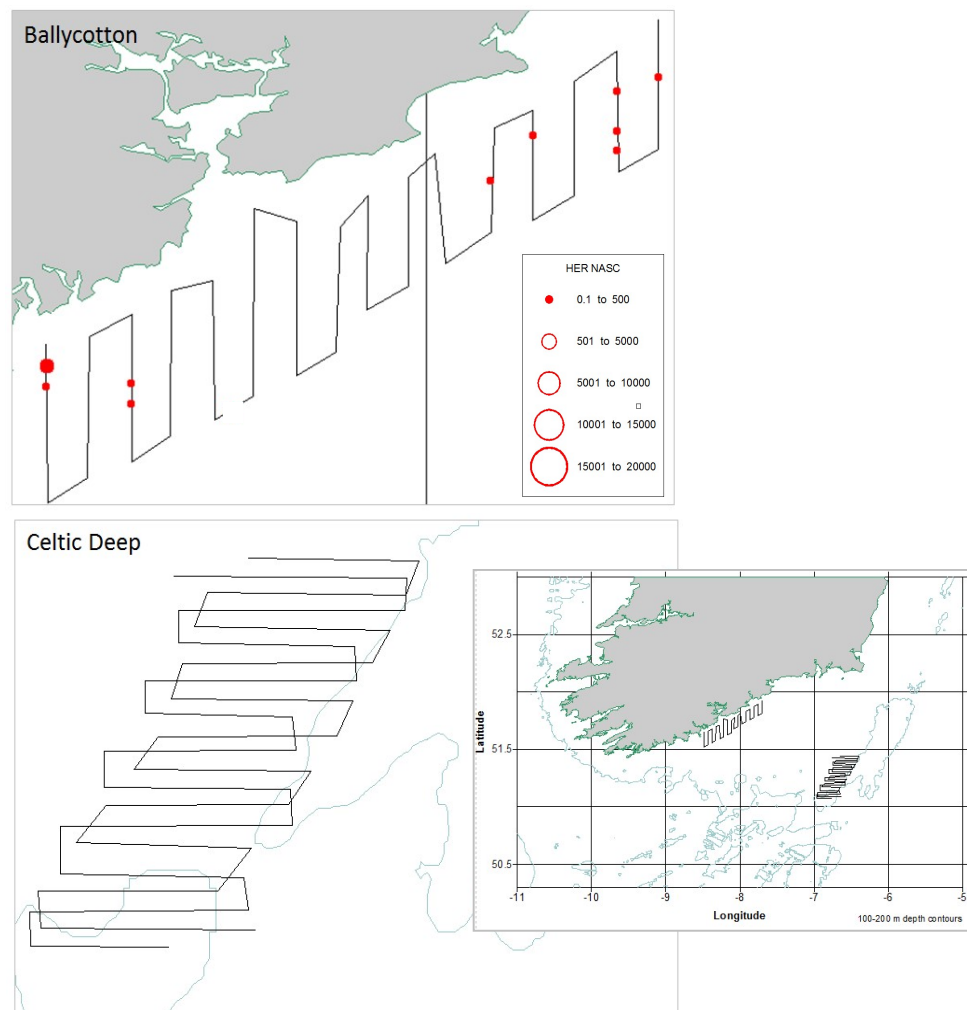 Ballycotton
HER NASC
0.1 to 500
501 to 5000
5001 to 10000
10001 to 15000
15001 to 20000
Celtic Deep
52.5
51.5
50.5
Latitude
-11 -10 -9 -8 -7 -6 -5
Longitude
100-200 m depth contours